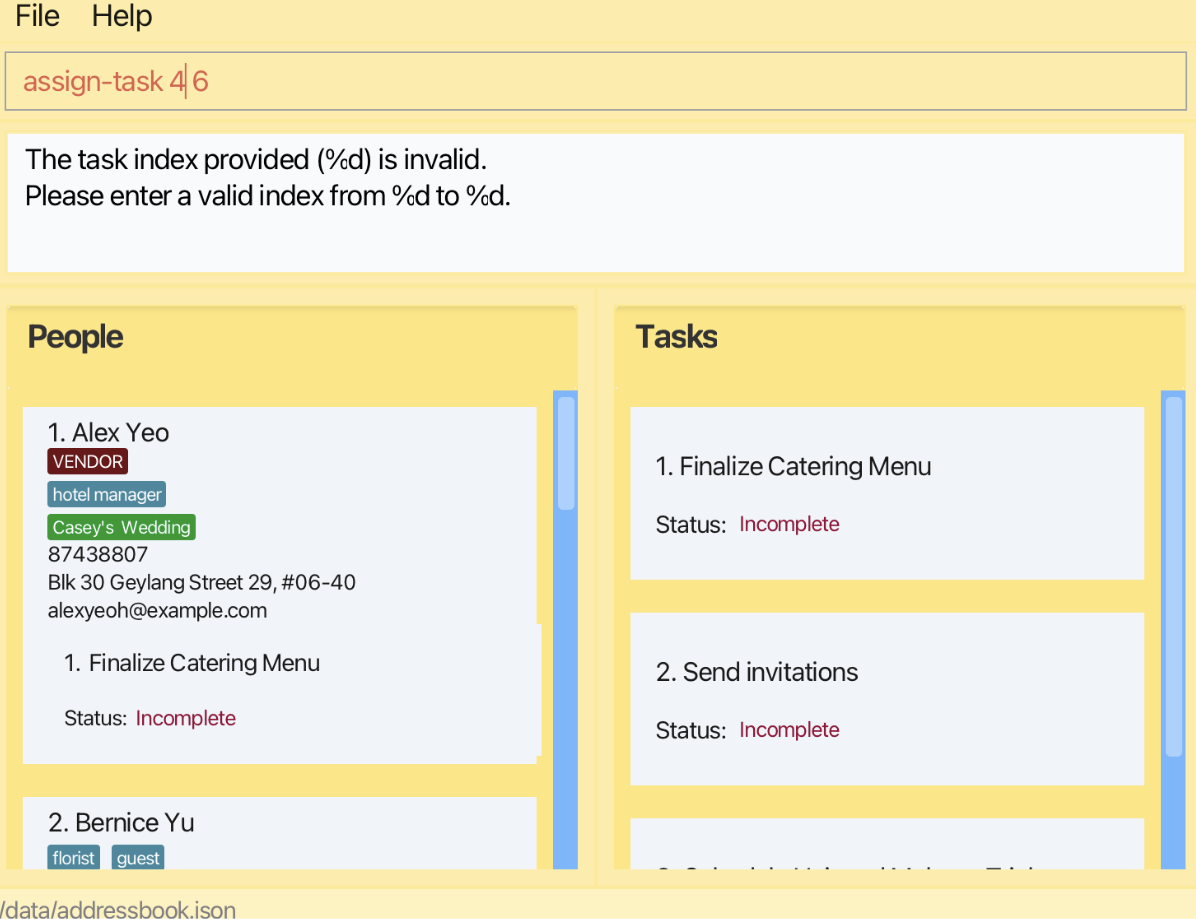 File Help
assign-task 4 6
The task index provided (%d) is invalid.
Please enter a valid index from %d to %d.
People
1. Alex Yeo
VENDOR
hotel manager
Casey's Wedding
87438807
Blk 30 Geylang Street 29, #06-40
alexyeoh@example.com
1. Finalize Catering Menu
Status: Incomplete
2. Bernice Yu
florist guest
Tasks
1. Finalize Catering Menu
Status: Incomplete
2. Send invitations
Status: Incomplete
/data/addressbook.json